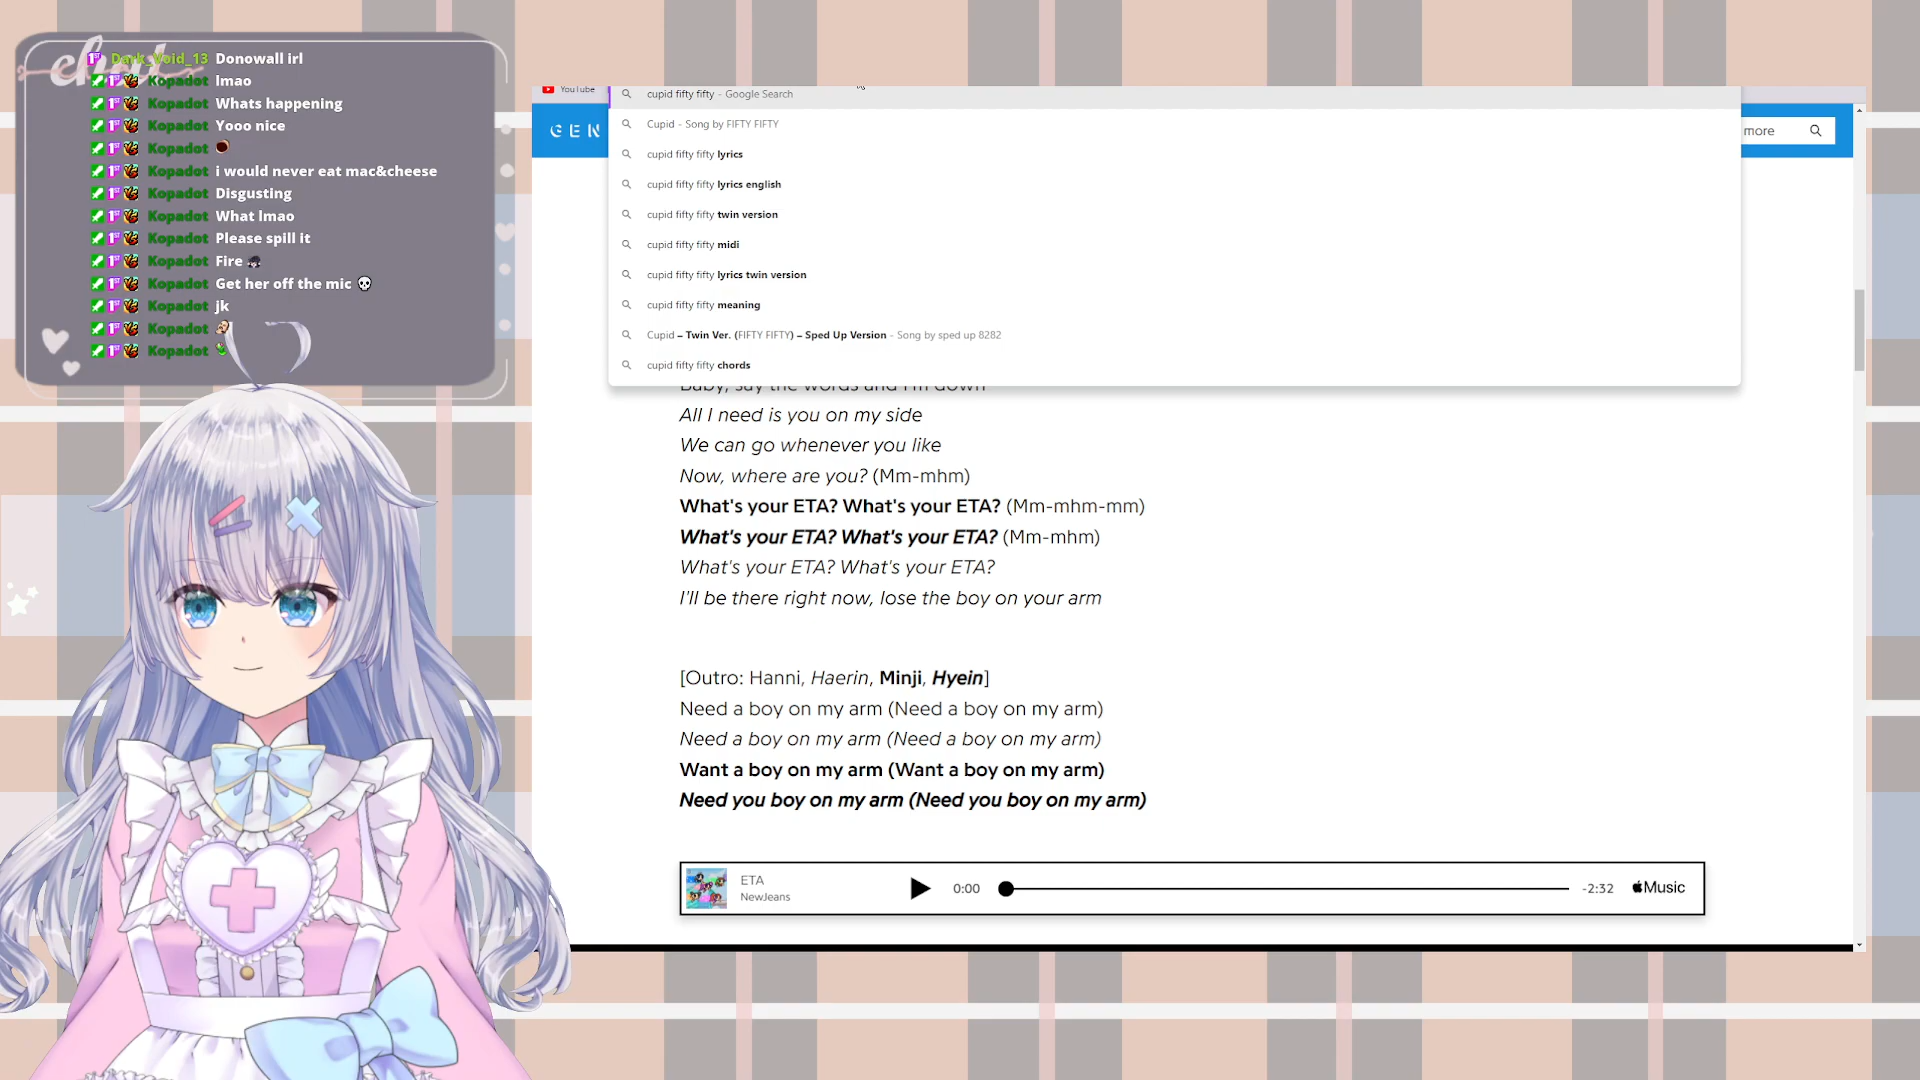 chat
Dark_Void_13 Donowall irl
Kopadot lmao
Kopadot Whats happening
Kopadot Yooo nice
Kopadot
Kopadot i would never eat mac&cheese
Kopadot Disgusting
Kopadot What lmao
Kopadot Please spill it
Kopadot Fire
Kopadot Get her off the mic 💀
Kopadot jk
Kopadot
Kopadot
YouTube
cupid fifty fifty - Google Search
Cupid - Song by FIFTY FIFTY
cupid fifty fifty lyrics
cupid fifty fifty lyrics english
cupid fifty fifty twin version
cupid fifty fifty midi
cupid fifty fifty lyrics twin version
cupid fifty fifty meaning
Cupid – Twin Ver. (FIFTY FIFTY) – Sped Up Version - Song by sped up 8282
cupid fifty fifty chords
GEN
more
Baby, say the words and I'm down
All I need is you on my side
We can go whenever you like
Now, where are you? (Mm-mhm)
What's your ETA? What's your ETA? (Mm-mhm-mm)
What's your ETA? What's your ETA? (Mm-mhm)
What's your ETA? What's your ETA?
I'll be there right now, lose the boy on your arm
[Outro: Hanni, Haerin, Minji, Hyein]
Need a boy on my arm (Need a boy on my arm)
Need a boy on my arm (Need a boy on my arm)
Want a boy on my arm (Want a boy on my arm)
Need you boy on my arm (Need you boy on my arm)
ETA
NewJeans
0:00
-2:32
Music